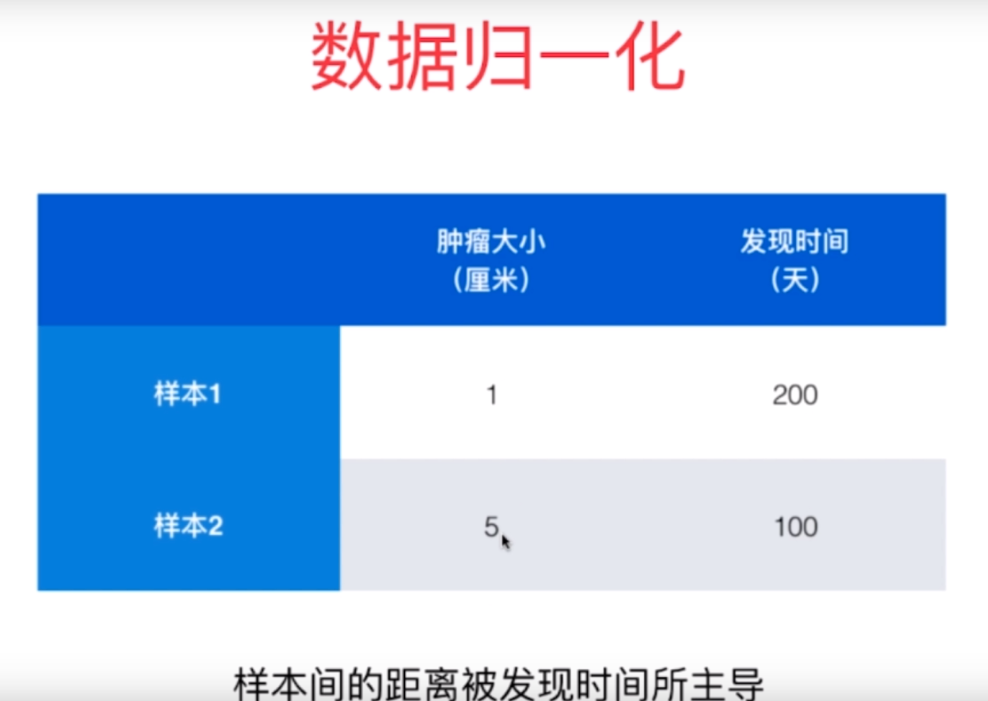 数据归一化
肿瘤大小
（厘米）
发现时间
（天）
样本1
1
200
样本2
5
100
样本间的距离被发现时间所主导